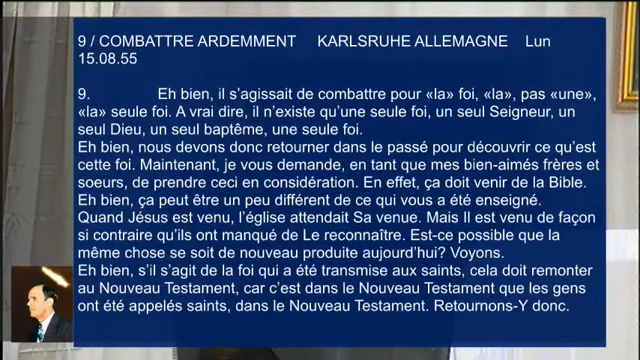 9 / COMBATTRE ARDEMMENT KARLSRUHE ALLEMAGNE Lun
15.08.55
9. Eh bien, il s’agissait de combattre pour «la» foi, «la», pas «une»,
«la» seule foi. A vrai dire, il n’existe qu’une seule foi, un seul Seigneur, un
seul Dieu, un seul baptême, une seule foi.
Eh bien, nous devons donc retourner dans le passé pour découvrir ce qu’est
cette foi. Maintenant, je vous demande, en tant que mes bien-aimés frères et
soeurs, de prendre ceci en considération. En effet, ça doit venir de la Bible.
Eh bien, ça peut être un peu différent de ce qui vous a été enseigné.
Quand Jésus est venu, l’église attendait Sa venue. Mais Il est venu de façon
si contraire qu’ils ont manqué de Le reconnaître. Est-ce possible que la
même chose se soit de nouveau produite aujourd’hui? Voyons.
Eh bien, s’il s’agit de la foi qui a été transmise aux saints, cela doit remonter
au Nouveau Testament, car c’est dans le Nouveau Testament que les gens
ont été appelés saints, dans le Nouveau Testament. Retournons-Y donc.